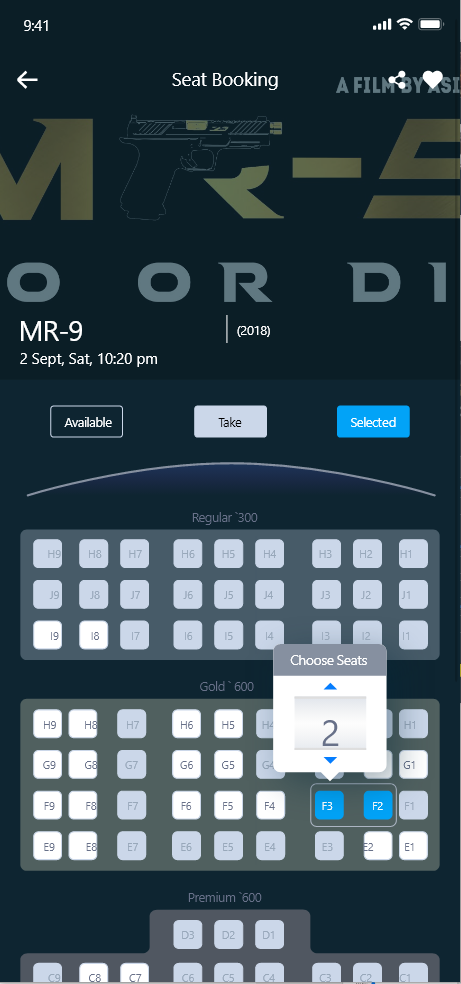 9:41
Seat Booking
A FILM BY ASI
MR-9
O OR DI
MR-9 (2018)
2 Sept, Sat, 10:20 pm
Available Take Selected
Regular `300
H9 H8 H7 H6 H5 H4 H3 H2 H1
J9 J8 J7 J6 J5 J4 J3 J2 J1
I9 I8 I7 I6 I5 I4 I3 I2 I1
Choose Seats
2
Gold ` 600
H9 H8 H7 H6 H5 H4 H1
G9 G8 G7 G6 G5 G4 G1
F9 F8 F7 F6 F5 F4 F3 F2 F1
E9 E8 E7 E6 E5 E4 E3 E2 E1
Premium `600
D3 D2 D1
C9 C8 C7 C6 C5 C4 C3 C2 C1